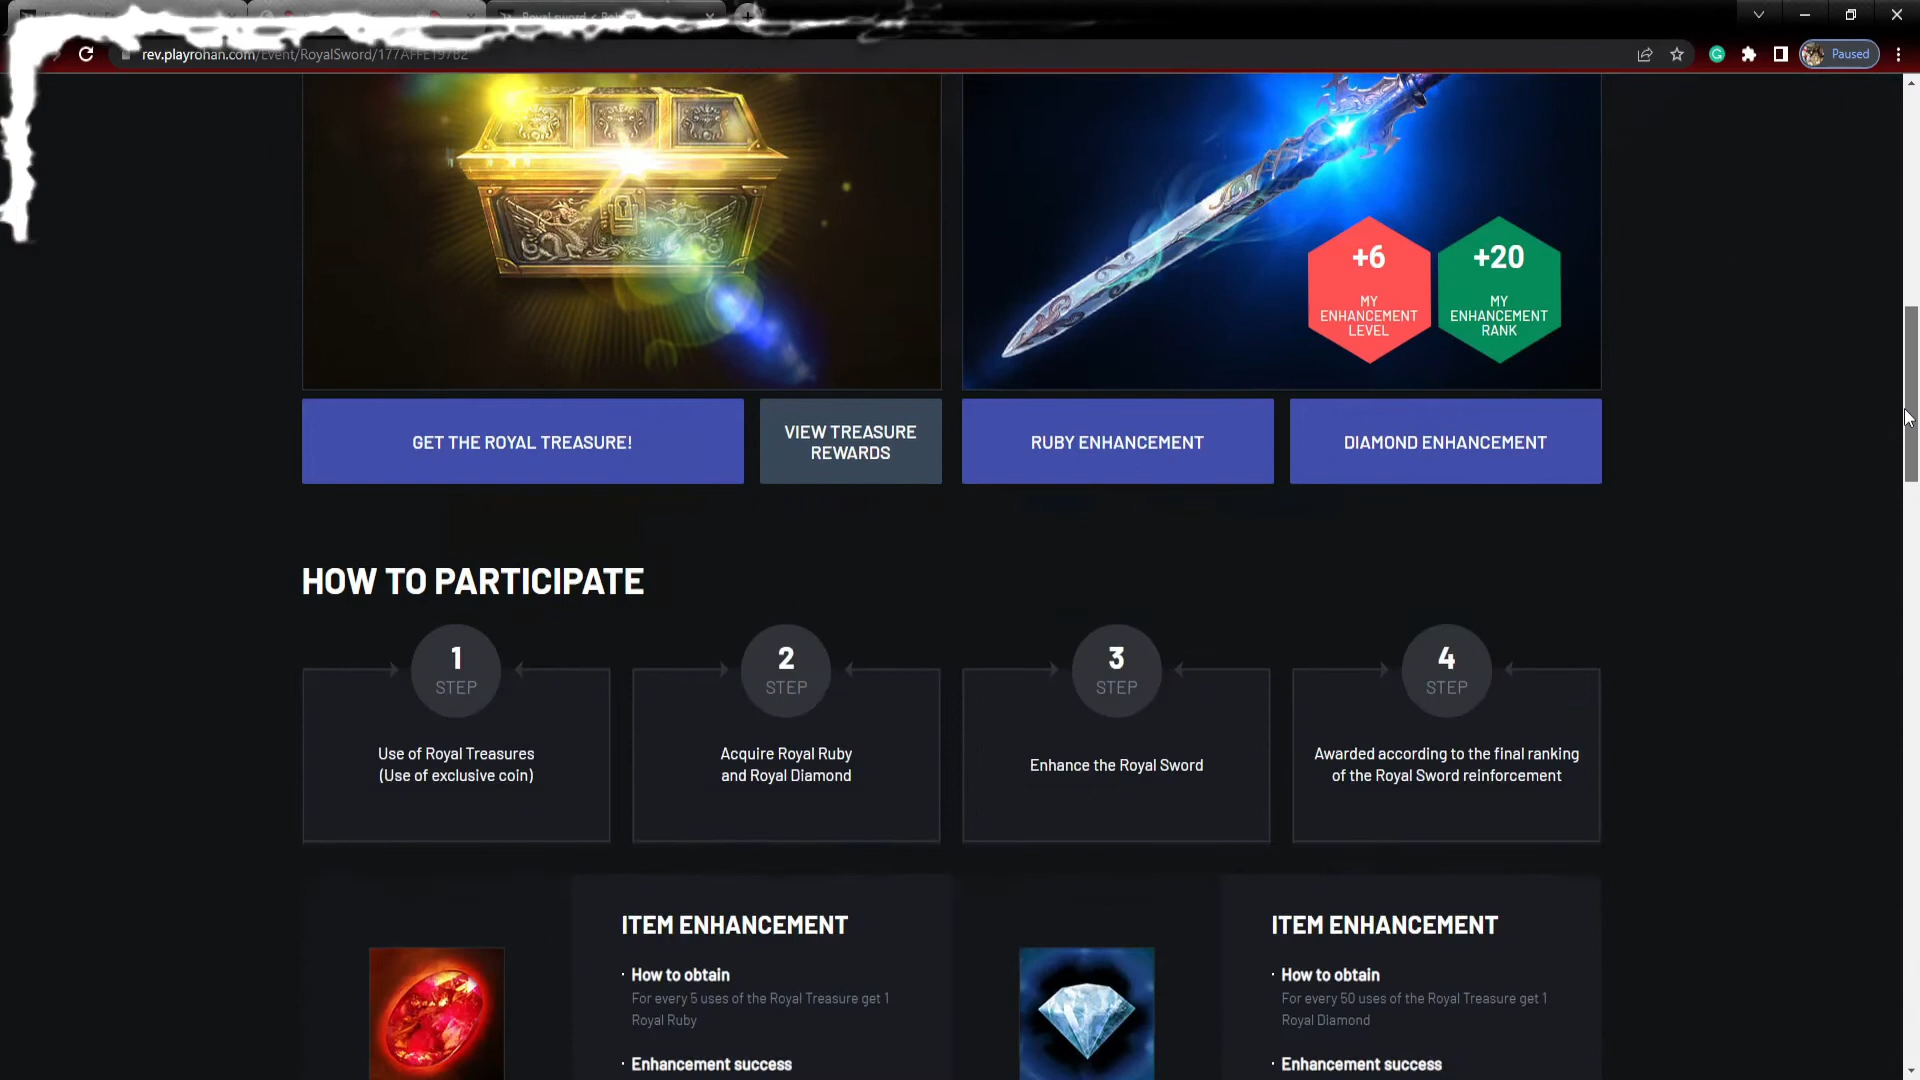 rev.playrohan.com/Event/RoyalSword/177AFFE197B2
Paused
+6
MY
ENHANCEMENT
LEVEL
+20
MY
ENHANCEMENT
RANK
GET THE ROYAL TREASURE!
VIEW TREASURE
REWARDS
RUBY ENHANCEMENT
DIAMOND ENHANCEMENT
HOW TO PARTICIPATE
1
STEP
Use of Royal Treasures
(Use of exclusive coin)
2
STEP
Acquire Royal Ruby
and Royal Diamond
3
STEP
Enhance the Royal Sword
4
STEP
Awarded according to the final ranking
of the Royal Sword reinforcement
ITEM ENHANCEMENT
· How to obtain
For every 5 uses of the Royal Treasure get 1
Royal Ruby
· Enhancement success
ITEM ENHANCEMENT
· How to obtain
For every 50 uses of the Royal Treasure get 1
Royal Diamond
· Enhancement success